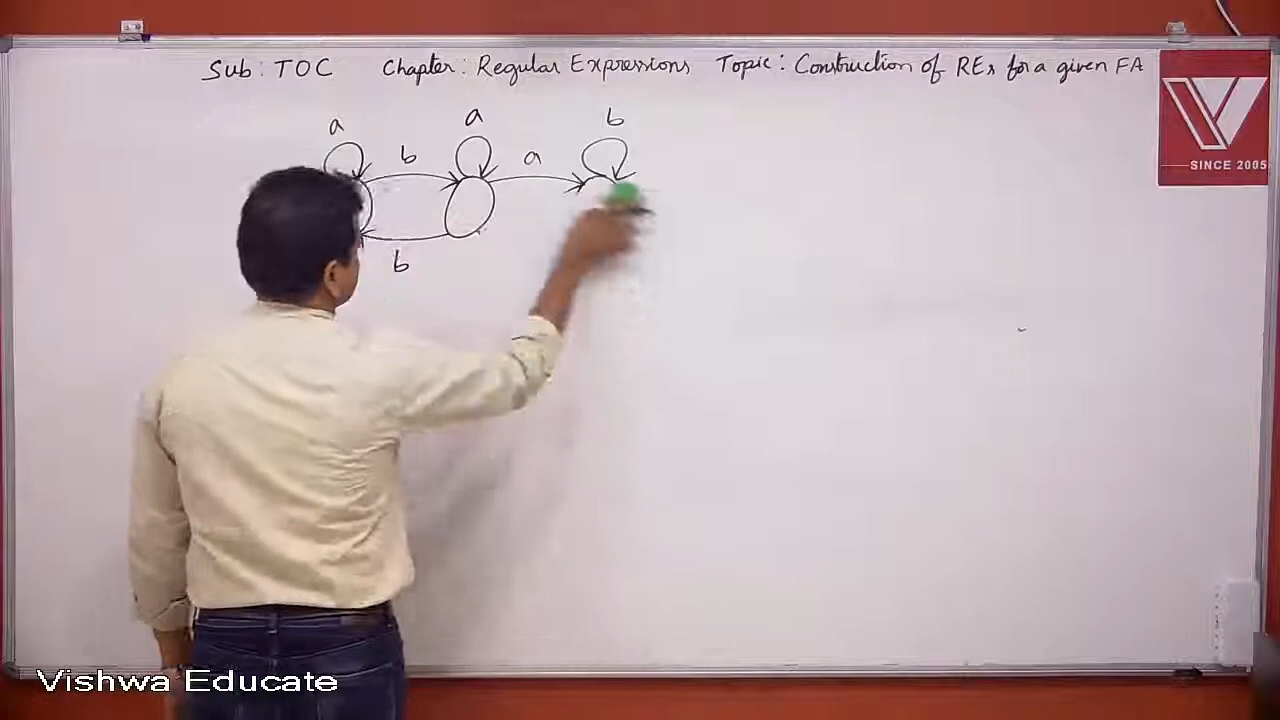 Sub : TOC Chapter : Regular Expressions Topic : Construction of REs for a given FA
a a b
b a
b
SINCE 2005
Vishwa Educate